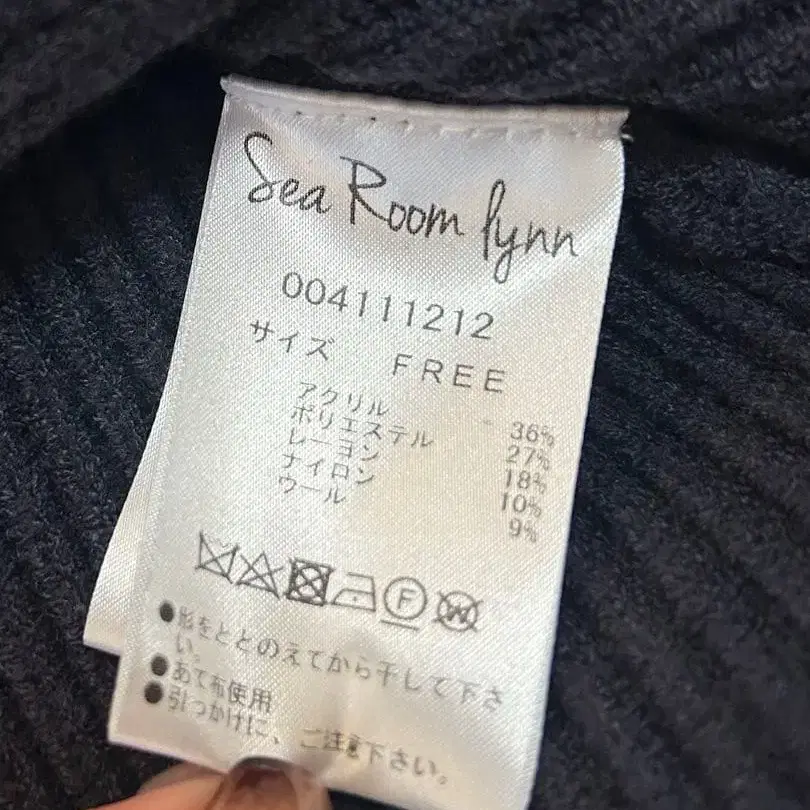 Sea Room lynn
004111212
サイズ FREE
アクリル 36%
ポリエステル 27%
レーヨン 18%
ナイロン 10%
ウール 9%
F W
●形をととのえてから干して下さ
い。
●あて布使用
●引っかけに、ご注意下さい。